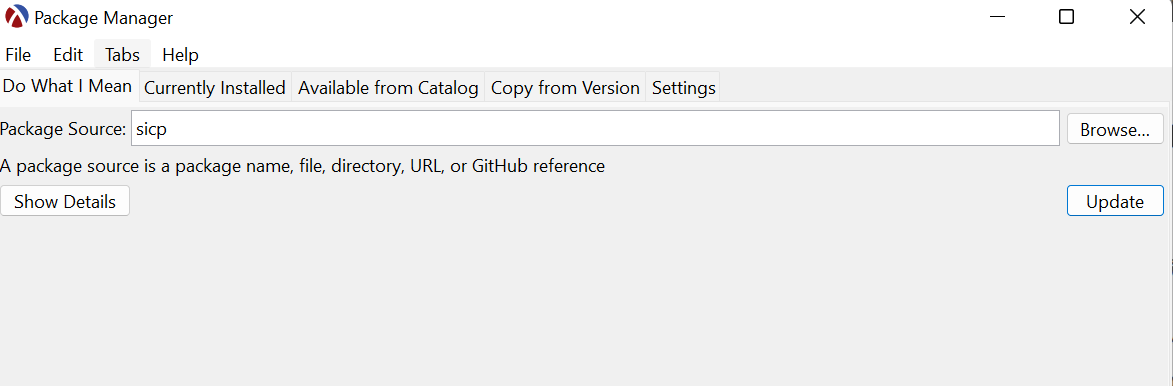 Package Manager
File Edit Tabs Help
Do What I Mean Currently Installed Available from Catalog Copy from Version Settings
Package Source: sicp Browse...
A package source is a package name, file, directory, URL, or GitHub reference
Show Details Update